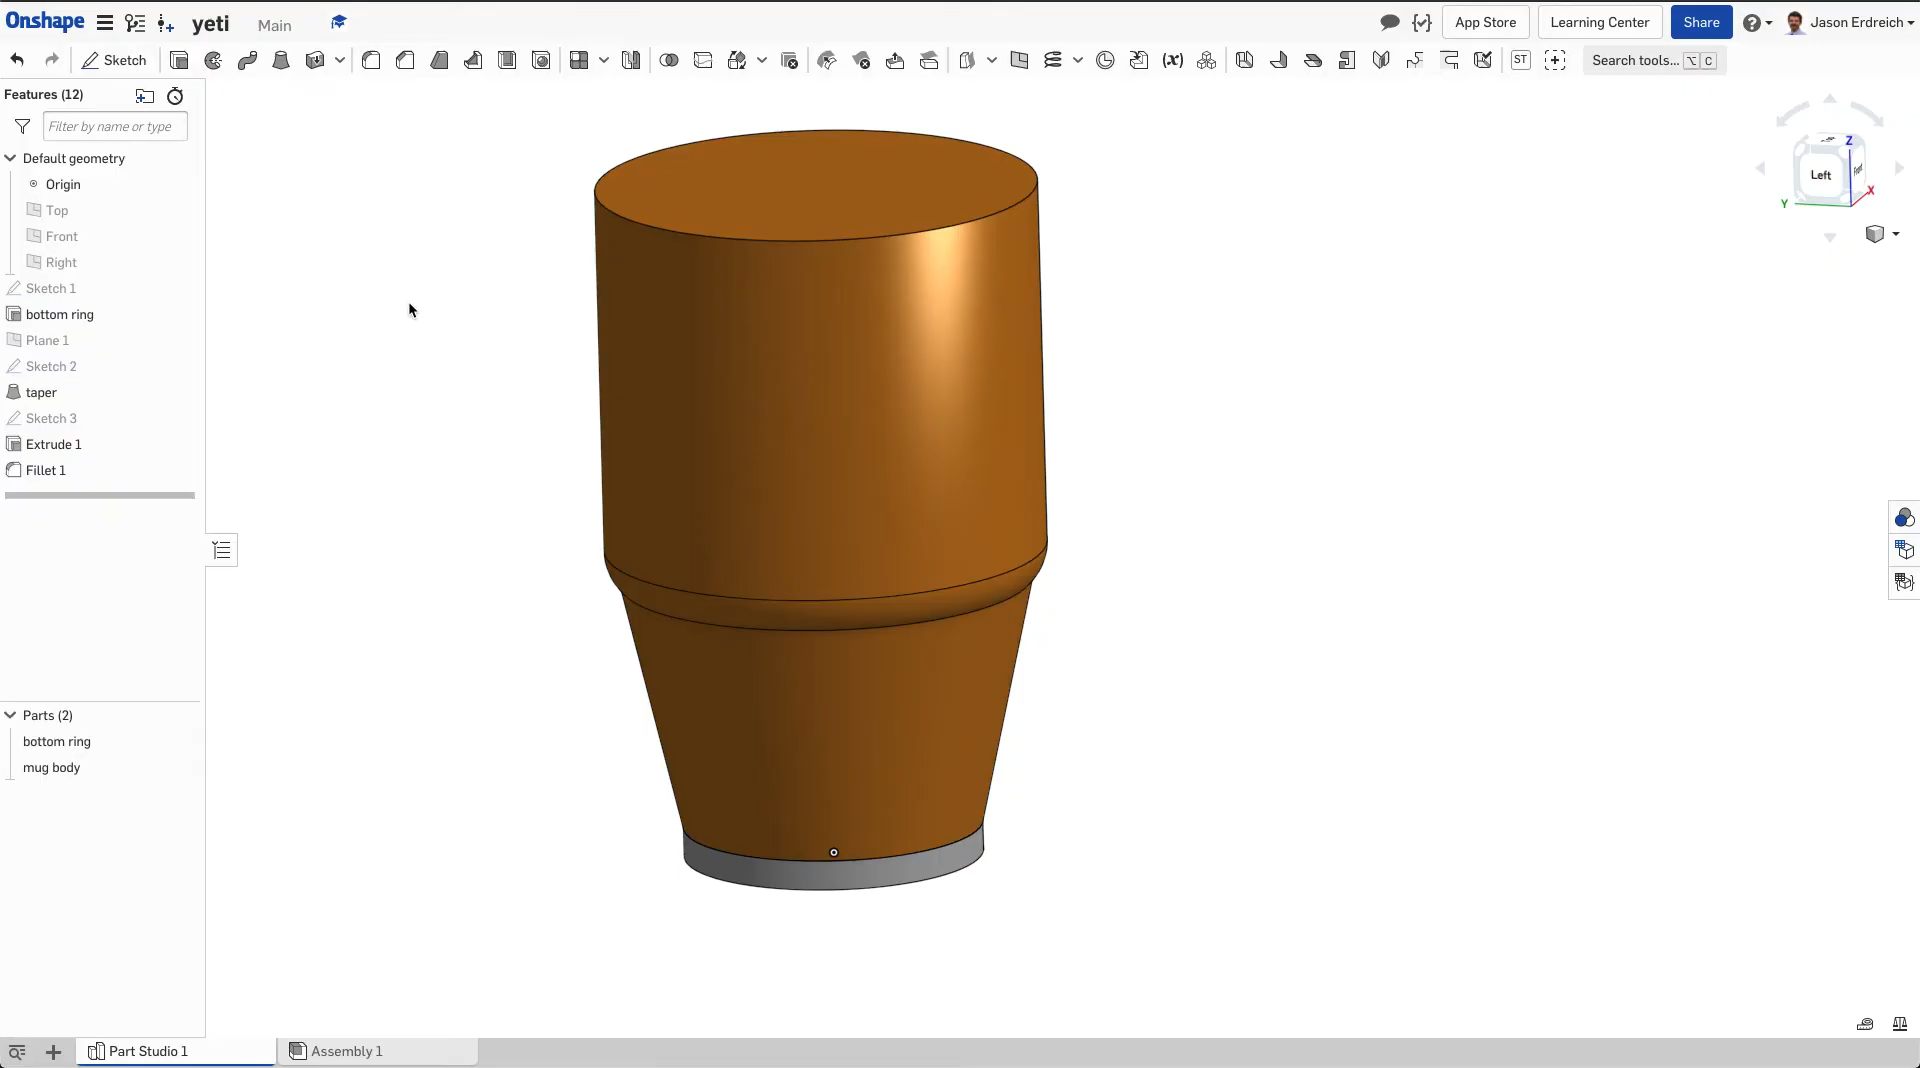 Onshape yeti Main App Store Learning Center Share Jason Erdreich
Sketch (x) ST Search tools... ⌥ C
Features (12)
Filter by name or type
Default geometry
Origin
Top
Front
Right
Sketch 1
bottom ring
Plane 1
Sketch 2
taper
Sketch 3
Extrude 1
Fillet 1
Parts (2)
bottom ring
mug body
Z
Left
Front
X
Y
Part Studio 1 Assembly 1